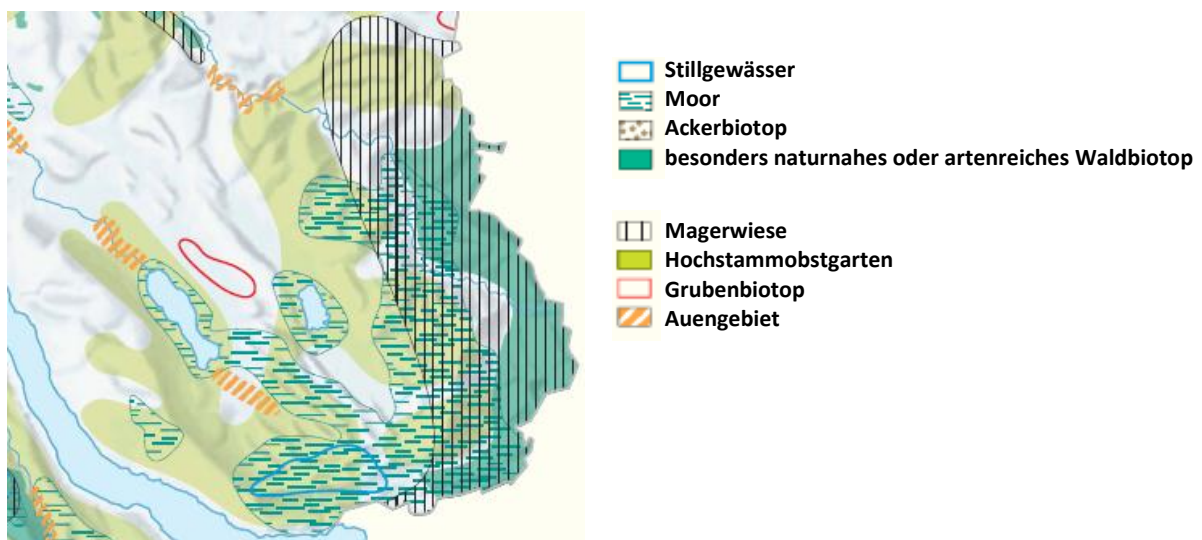 Stillgewässer
Moor
Ackerbiotop
besonders naturnahes oder artenreiches Waldbiotop
Magerwiese
Hochstammobstgarten
Grubenbiotop
Auengebiet